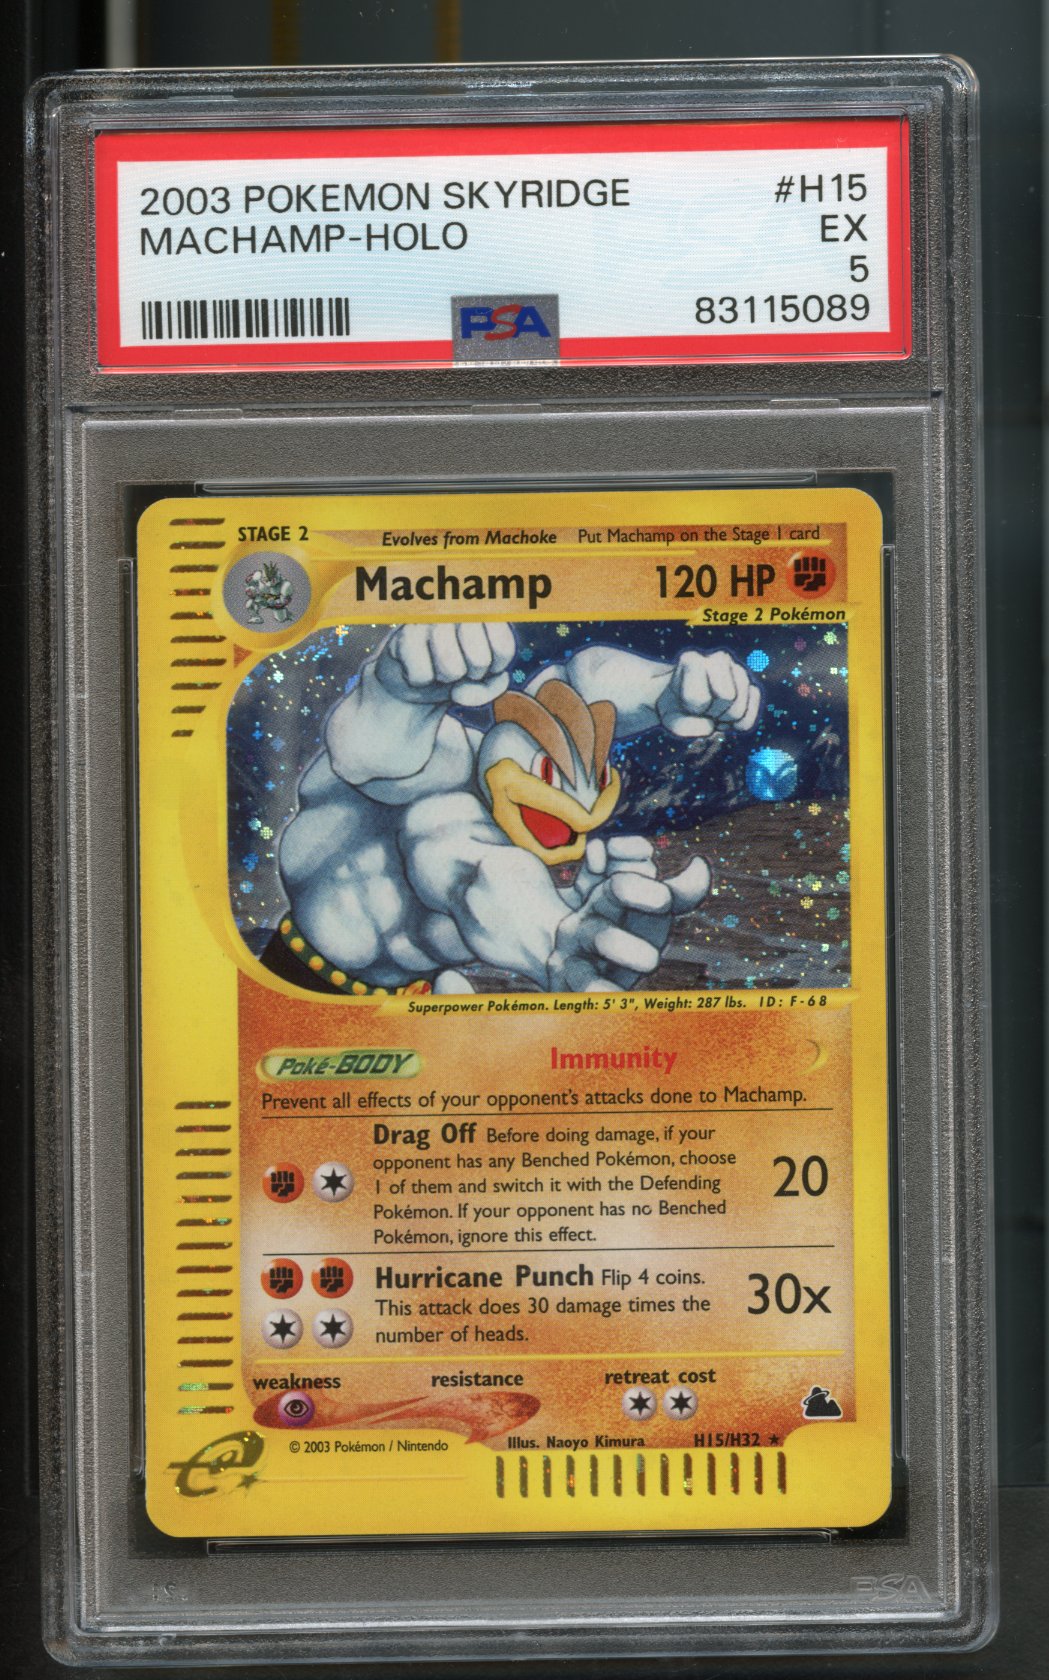 2003 POKEMON SKYRIDGE #H15
MACHAMP-HOLO EX
5
PSA 83115089
STAGE 2 Evolves from Machoke Put Machamp on the Stage 1 card
Machamp 120 HP
Stage 2 Pokémon
Superpower Pokémon. Length: 5' 3", Weight: 287 lbs. ID: F-68
Poké-BODY Immunity
Prevent all effects of your opponent's attacks done to Machamp.
Drag Off Before doing damage, if your
opponent has any Benched Pokémon, choose
1 of them and switch it with the Defending
Pokémon. If your opponent has no Benched
Pokémon, ignore this effect.
20
Hurricane Punch Flip 4 coins.
This attack does 30 damage times the
number of heads.
30x
weakness resistance retreat cost
© 2003 Pokémon / Nintendo Illus. Naoyo Kimura H15/H32 ★
e
PSA